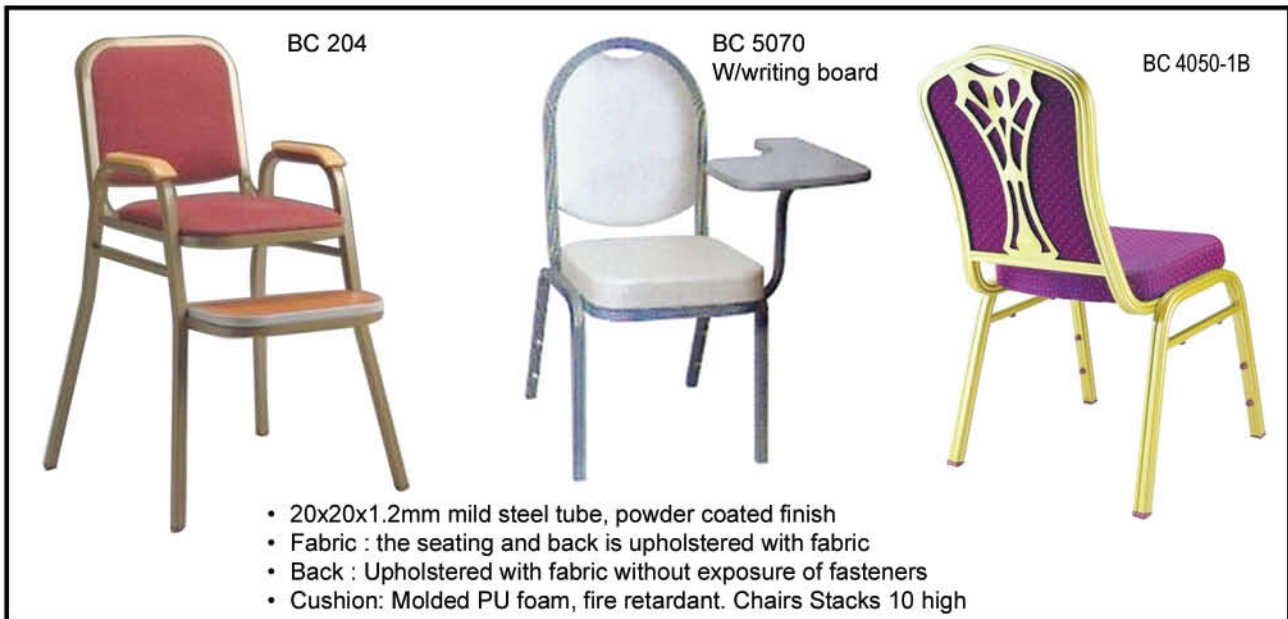 BC 204
BC 5070
W/writing board
BC 4050-1B
• 20x20x1.2mm mild steel tube, powder coated finish
• Fabric : the seating and back is upholstered with fabric
• Back : Upholstered with fabric without exposure of fasteners
• Cushion: Molded PU foam, fire retardant. Chairs Stacks 10 high